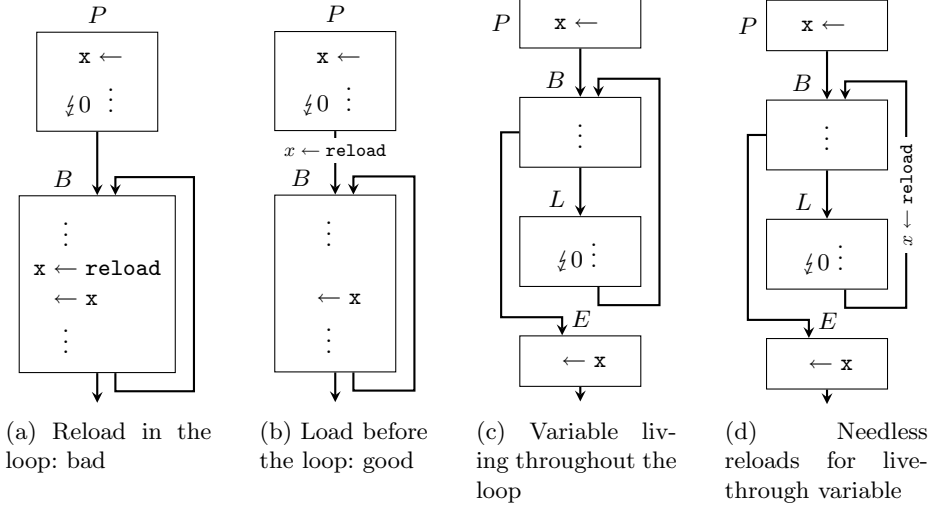 P
x ←
↯0 ⋮
B
⋮
x ← reload
← x
⋮
(a) Reload in the
loop: bad
P
x ←
↯0 ⋮
x ← reload
B
⋮
← x
⋮
(b) Load before
the loop: good
P
x ←
B
⋮
L
↯0 ⋮
E
← x
(c) Variable liv-
ing throughout the
loop
P
x ←
B
⋮
x ← reload
L
↯0 ⋮
E
← x
(d) Needless
reloads for live-
through variable